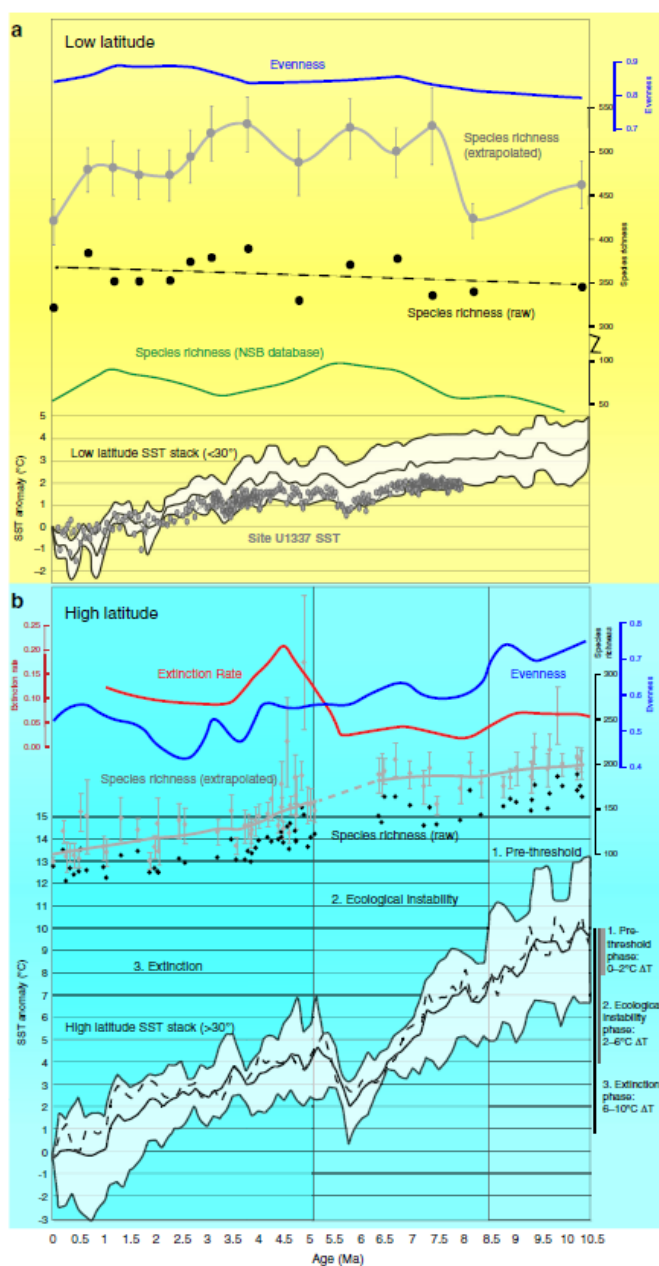 a
Low latitude
Evenness
0.9
0.8
0.7
Evenness
Species richness
(extrapolated)
550
500
450
400
350
300
250
200
Species richness
Species richness (raw)
Species richness (NSB database)
100
50
5
4
3
2
1
0
−1
−2
SST anomaly (°C)
Low latitude SST stack (<30°)
Site U1337 SST
b
High latitude
0.25
0.20
0.15
0.10
0.05
0.00
Extinction rate
Extinction Rate
Evenness
Species
richness
300
250
200
150
100
0.8
0.7
0.6
0.5
0.4
Evenness
Species richness (extrapolated)
Species richness (raw)
1. Pre-threshold
2. Ecological Instability
3. Extinction
High latitude SST stack (>30°)
15
14
13
12
11
10
9
8
7
6
5
4
3
2
1
0
−1
−2
−3
SST anomaly (°C)
1. Pre-
threshold
phase:
0–2°C ΔT
2. Ecological
Instability
phase:
2–6°C ΔT
3. Extinction
phase:
6–10°C ΔT
0 0.5 1 1.5 2 2.5 3 3.5 4 4.5 5 5.5 6 6.5 7 7.5 8 8.5 9 9.5 10 10.5
Age (Ma)